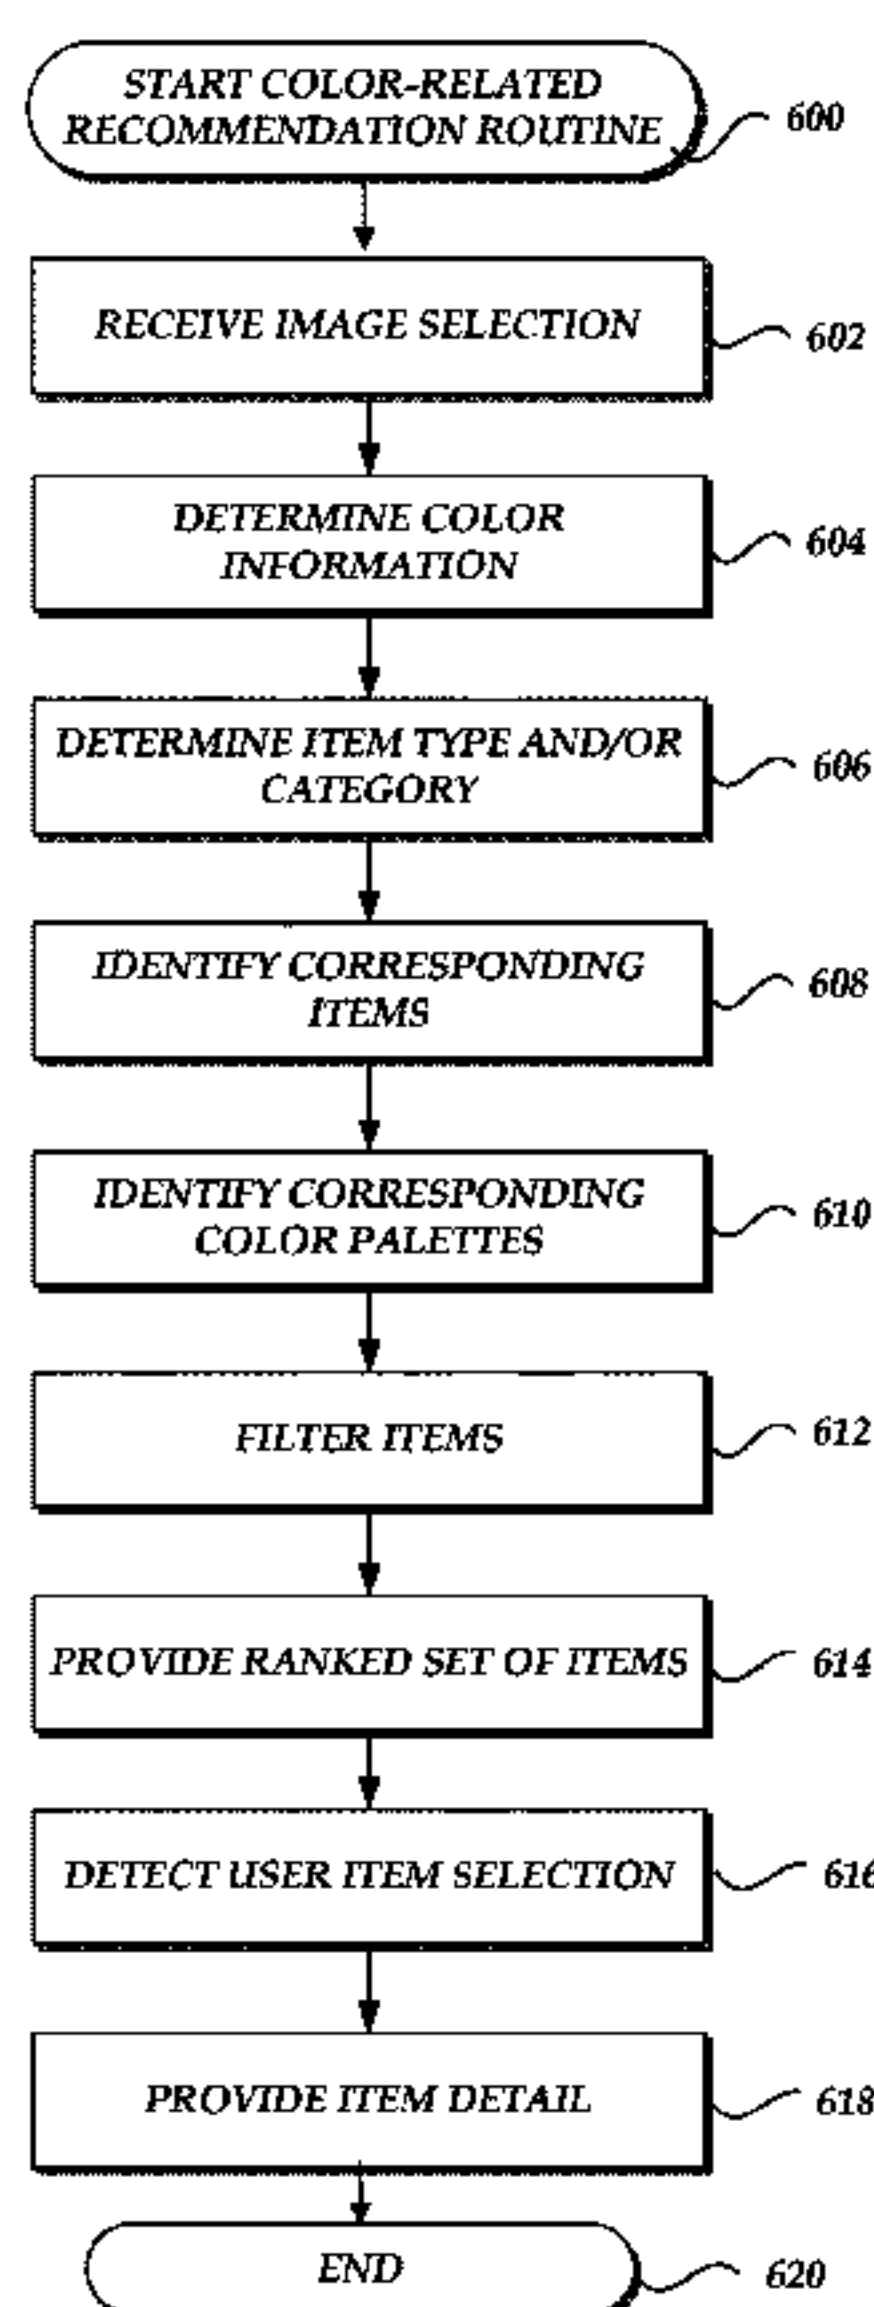 START COLOR-RELATED
RECOMMENDATION ROUTINE
600
RECEIVE IMAGE SELECTION
602
DETERMINE COLOR
INFORMATION
604
DETERMINE ITEM TYPE AND/OR
CATEGORY
606
IDENTIFY CORRESPONDING
ITEMS
608
IDENTIFY CORRESPONDING
COLOR PALETTES
610
FILTER ITEMS
612
PROVIDE RANKED SET OF ITEMS
614
DETECT USER ITEM SELECTION
616
PROVIDE ITEM DETAIL
618
END
620